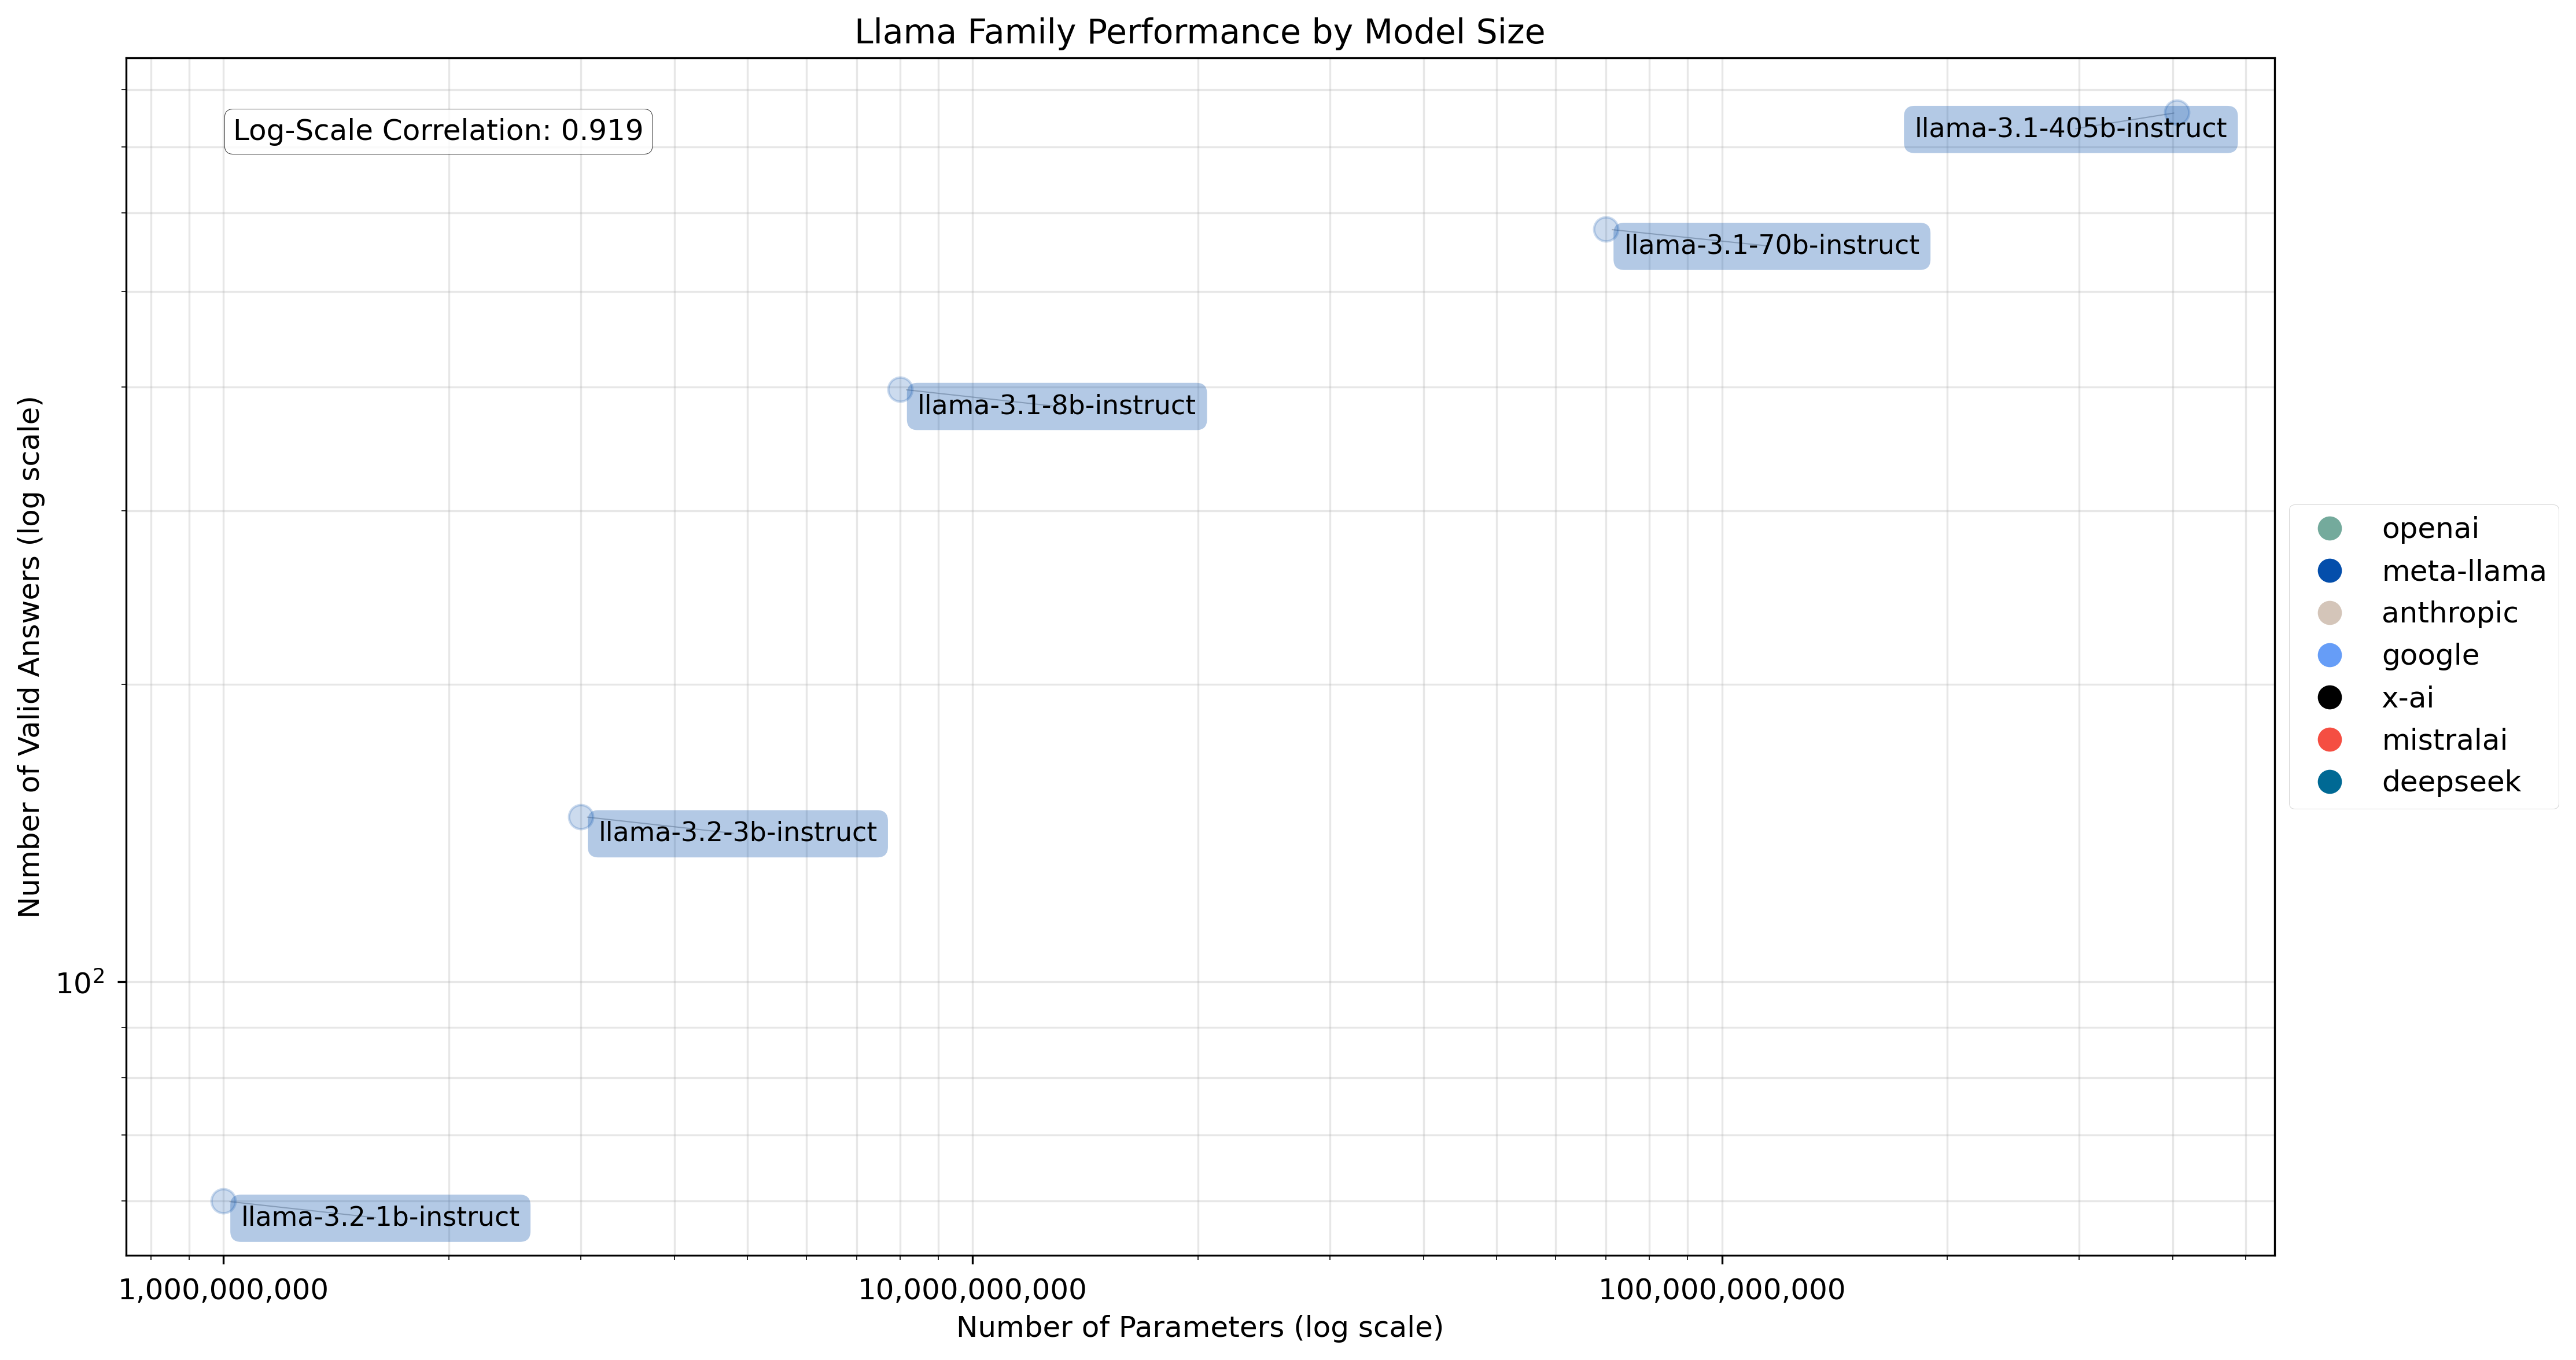 Llama Family Performance by Model Size
Log-Scale Correlation: 0.919
llama-3.1-405b-instruct
llama-3.1-70b-instruct
llama-3.1-8b-instruct
llama-3.2-3b-instruct
llama-3.2-1b-instruct
Number of Valid Answers (log scale)
10²
1,000,000,000
10,000,000,000
100,000,000,000
Number of Parameters (log scale)
openai
meta-llama
anthropic
google
x-ai
mistralai
deepseek